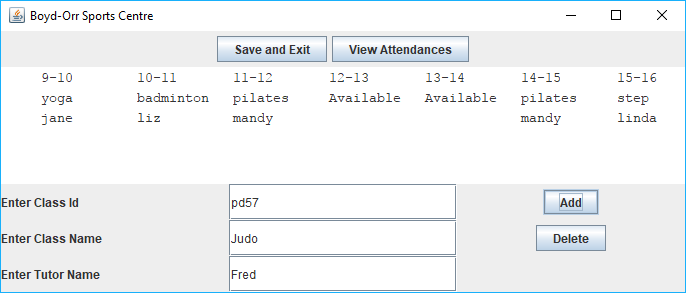 Boyd-Orr Sports Centre
Save and Exit View Attendances
9-10 10-11 11-12 12-13 13-14 14-15 15-16
yoga badminton pilates Available Available pilates step
jane liz mandy mandy linda
Enter Class Id pd57 Add
Enter Class Name Judo Delete
Enter Tutor Name Fred